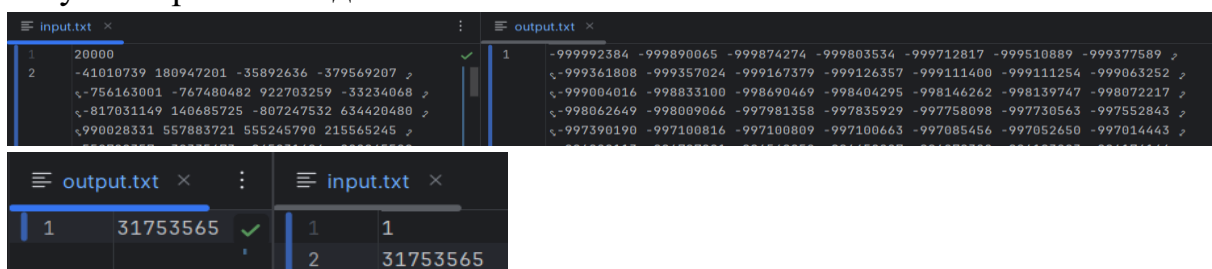 input.txt
output.txt
1 20000
2 -41010739 180947201 -35892636 -379569207
-756163001 -767480482 922703259 -33234068
-817031149 140685725 -807247532 634420480
990028331 557883721 555245790 215565245
1 -999992384 -999890065 -999874274 -999803534 -999712817 -999510889 -999377589
-999361808 -999357024 -999167379 -999126357 -999111400 -999111254 -999063252
-999004016 -998833100 -998690469 -998404295 -998146262 -998139747 -998072217
-998062649 -998009066 -997981358 -997835929 -997758098 -997730563 -997552843
-997390190 -997100816 -997100809 -997100663 -997085456 -997052650 -997014443
output.txt
1 31753565
input.txt
1 1
2 31753565